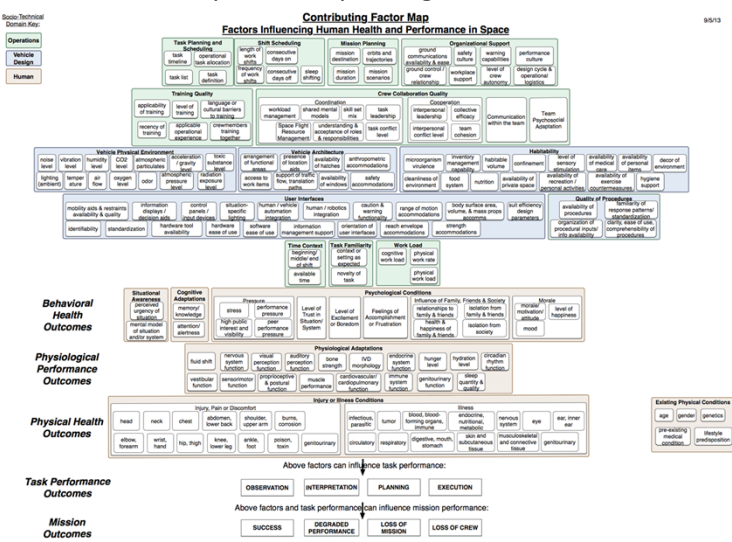 Socio-Technical
Domain Key:
Operations
Vehicle
Design
Human
Contributing Factor Map
Factors Influencing Human Health and Performance in Space
9/5/13
Task Planning and
Scheduling
task
timeline
operational
task allocation
task list
task
definition
Shift Scheduling
length of
work
shifts
consecutive
days on
frequency
of work
shifts
consecutive
days off
sleep
shifting
Mission Planning
mission
destination
orbits and
trajectories
mission
duration
mission
scenarios
Organizational Support
ground
communications
availability & ease
safety
culture
warning
capabilities
performance
culture
ground control /
crew
relationship
workplace
support
level of
crew
autonomy
design cycle &
operational
logistics
Training Quality
applicability
of training
level of
training
language or
cultural barriers
to training
recency of
training
applicable
operational
experience
crewmembers
training
together
Crew Collaboration Quality
Coordination
workload
management
shared mental
models
skill set
mix
task
leadership
Space Flight
Resource
Management
understanding &
acceptance of roles
& responsibilities
task conflict
level
Cooperation
interpersonal
leadership
collective
efficacy
interpersonal
conflict level
team
cohesion
Communication
within the team
Team
Psychosocial
Adaptation
Vehicle Physical Environment
noise
level
vibration
level
humidity
level
CO2
level
atmospheric
particulates
acceleration
/ gravity
level
toxic
substance
level
lighting
(ambient)
temper
ature
air
flow
oxygen
level
odor
atmospheric
pressure
level
radiation
exposure
level
Vehicle Architecture
arrangement
of functional
areas
presence
of location
aids
availability
of hatches
anthropometric
accommodations
access to
work items
support of traffic
flow, translation
paths
availability
of windows
safety
accommodations
Habitability
microorganism
virulence
inventory
management
capability
habitable
volume
confinement
level of
sensory
stimulation
availability
of medical
care
availability
of personal
items
decor of
environment
cleanliness of
environment
food
system
nutrition
availability of
private space
availability of
recreation /
personal activities
availability of
exercise
countermeasures
hygiene
support
User Interfaces
mobility aids & restraints
availability & quality
information
displays /
decision aids
control
panels /
input devices
situation-
specific
lighting
human / vehicle
automation
integration
human / robotics
integration
caution &
warning
functionality
range of motion
accommodations
body surface area,
volume, & mass props
accomms
suit efficiency
design
parameters
identifiability
standardization
hardware tool
availability
hardware
ease of use
software
ease of use
information
management support
orientation of
user interfaces
reach envelope
accommodations
strength
accommodations
Quality of Procedures
availability of
procedures
familiarity of
response patterns/
standardization
organization of
procedural inputs/
info availability
clarity, ease of use,
comprehensibility of
procedures
Time Context
beginning/
middle/ end
of shift
available
time
Task Familiarity
context or
setting as
expected
novelty of
task
Work Load
cognitive
work load
physical
work rate
physical
work load
Behavioral
Health
Outcomes
Situational
Awareness
perceived
urgency of
situation
mental model
of situation
and/or system
Cognitive
Adaptations
memory/
knowledge
attention/
alertness
Psychological Conditions
Pressure
stress
performance
pressure
high public
interest and
visibility
peer
performance
pressure
Level of
Trust in
Situation/
System
Level of
Excitement
or Boredom
Feelings of
Accomplishment
or Frustration
Influence of Family, Friends & Society
relationships to
family & friends
isolation from
family & friends
health &
happiness of
family & friends
isolation from
society
Morale
morale/
motivation/
attitude
level of
happiness
mood
Physiological
Performance
Outcomes
Physiological Adaptations
fluid shift
nervous
system
function
visual
perception
function
auditory
perception
function
bone
strength
IVD
morphology
endocrine
system
function
hunger
level
hydration
level
circadian
rhythm
function
vestibular
function
sensorimotor
function
proprioceptive
& postural
function
muscle
performance
cardiovascular/
cardiopulmonary
function
immune
system
function
genitourinary
function
sleep
quantity &
quality
Physical Health
Outcomes
Injury or Illness Conditions
Injury, Pain or Discomfort
head
neck
chest
abdomen,
lower back
shoulder,
upper arm
burns,
corrosion
elbow,
forearm
wrist,
hand
hip, thigh
knee,
lower leg
ankle,
foot
poison,
toxin
genitourinary
Illness
infectious,
parasitic
tumor
blood, blood-
forming organs,
immune
endocrine,
nutritional,
metabolic
nervous
system
eye
ear, inner
ear
circulatory
respiratory
digestive, mouth,
stomach
skin and
subcutaneous
tissue
musculoskeletal
and connective
tissue
genitourinary
Existing Physical Conditions
age
gender
genetics
pre-existing
medical
condition
lifestyle
predisposition
Above factors can influence task performance:
Task Performance
Outcomes
OBSERVATION
INTERPRETATION
PLANNING
EXECUTION
Above factors and task performance can influence mission performance:
Mission
Outcomes
SUCCESS
DEGRADED
PERFORMANCE
LOSS OF
MISSION
LOSS OF CREW